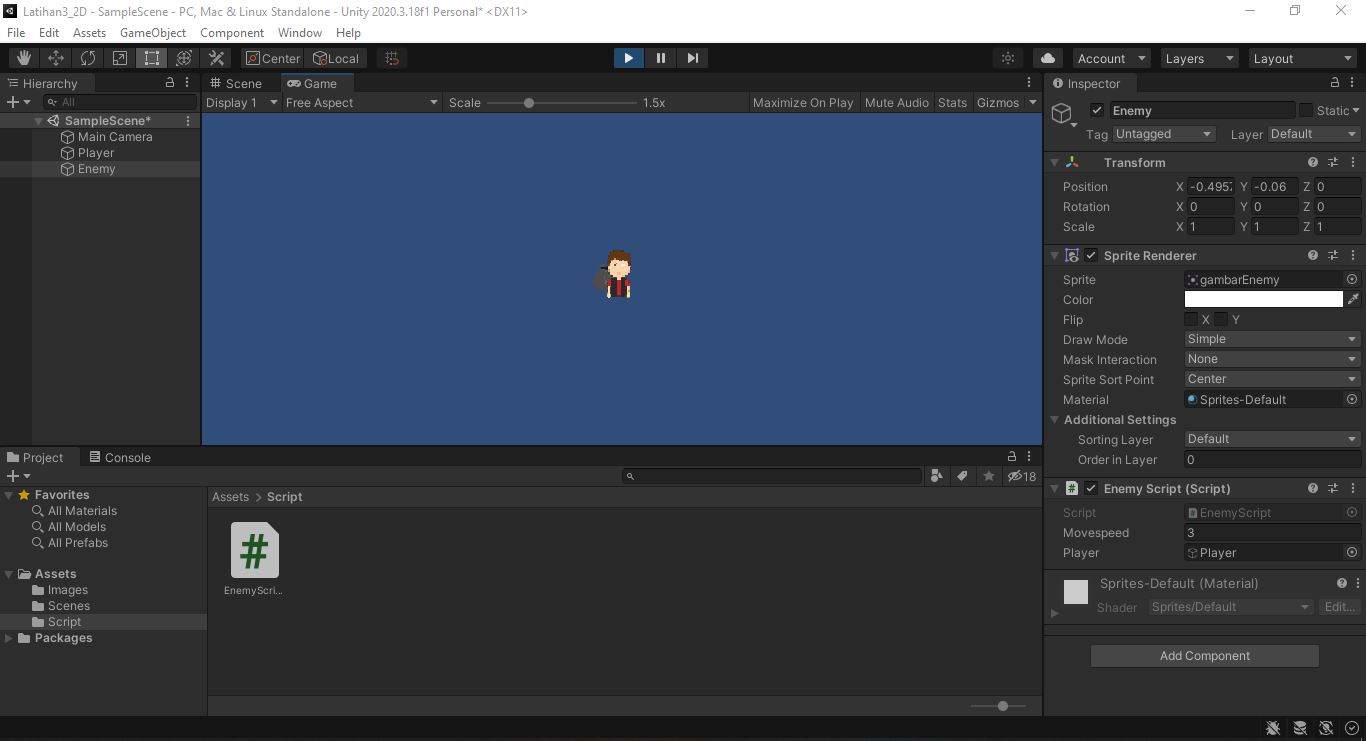 Latihan3_2D - SampleScene - PC, Mac & Linux Standalone - Unity 2020.3.18f1 Personal* <DX11>
File Edit Assets GameObject Component Window Help
Center Local Account Layers Layout
Hierarchy
All
SampleScene*
Main Camera
Player
Enemy
Scene Game
Display 1 Free Aspect Scale 1.5x Maximize On Play Mute Audio Stats Gizmos
Project Console
18
Favorites
All Materials
All Models
All Prefabs
Assets
Images
Scenes
Script
Packages
Assets > Script
#
EnemyScri...
Inspector
Enemy Static
Tag Untagged Layer Default
Transform
Position X -0.4957 Y -0.06 Z 0
Rotation X 0 Y 0 Z 0
Scale X 1 Y 1 Z 1
Sprite Renderer
Sprite gambarEnemy
Color
Flip X Y
Draw Mode Simple
Mask Interaction None
Sprite Sort Point Center
Material Sprites-Default
Additional Settings
Sorting Layer Default
Order in Layer 0
# Enemy Script (Script)
Script # EnemyScript
Movespeed 3
Player Player
Sprites-Default (Material)
Shader Sprites/Default Edit...
Add Component